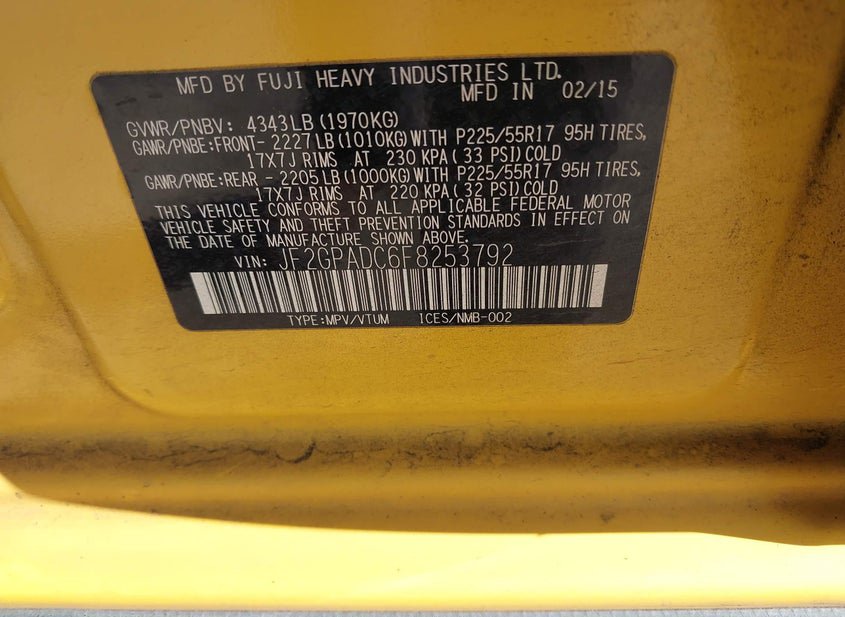 MFD BY FUJI HEAVY INDUSTRIES LTD.
MFD IN 02/15
GVWR/PNBV: 4343LB(1970KG)
GAWR/PNBE:FRONT- 2227LB(1010KG)WITH P225/55R17 95H TIRES,
17X7J RIMS AT 230 KPA( 33 PSI)COLD
GAWR/PNBE:REAR - 2205LB(1000KG)WITH P225/55R17 95H TIRES,
17X7J RIMS AT 220 KPA( 32 PSI)COLD
THIS VEHICLE CONFORMS TO ALL APPLICABLE FEDERAL MOTOR
VEHICLE SAFETY AND THEFT PREVENTION STANDARDS IN EFFECT ON
THE DATE OF MANUFACTURE SHOWN ABOVE.
VIN: JF2GPADC6F8253792
TYPE:MPV/VTUM ICES/NMB-002